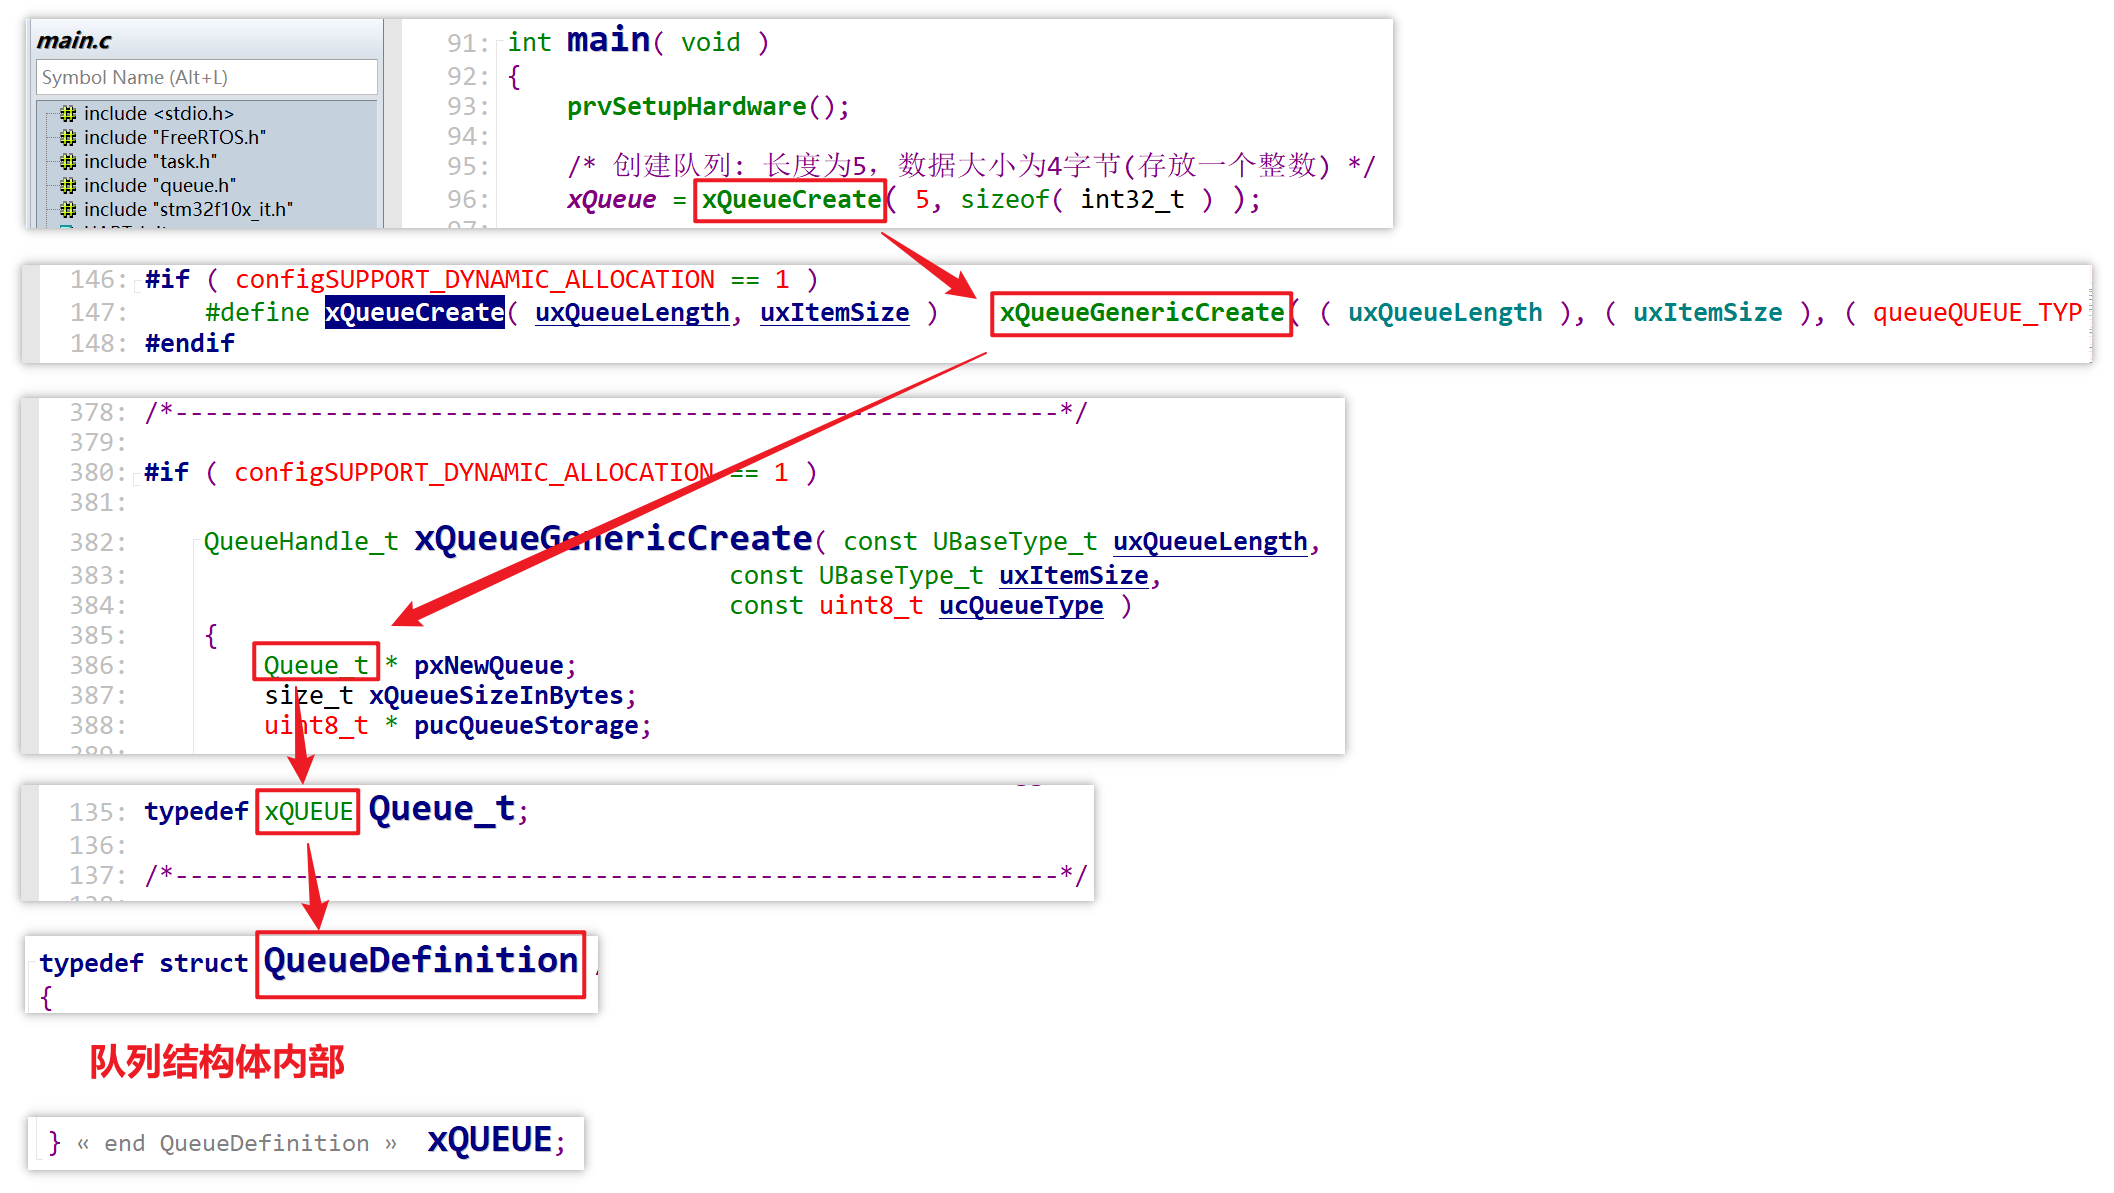 main.c
Symbol Name (Alt+L)
include <stdio.h>
include "FreeRTOS.h"
include "task.h"
include "queue.h"
include "stm32f10x_it.h"
91: int main( void )
92: {
93: prvSetupHardware();
94:
95: /* 创建队列: 长度为5，数据大小为4字节(存放一个整数) */
96: xQueue = xQueueCreate( 5, sizeof( int32_t ) );
97:
146: #if ( configSUPPORT_DYNAMIC_ALLOCATION == 1 )
147: #define xQueueCreate( uxQueueLength, uxItemSize ) xQueueGenericCreate( ( uxQueueLength ), ( uxItemSize ), ( queueQUEUE_TYP
148: #endif
378: /*-----------------------------------------------------------*/
379:
380: #if ( configSUPPORT_DYNAMIC_ALLOCATION == 1 )
381:
382: QueueHandle_t xQueueGenericCreate( const UBaseType_t uxQueueLength,
383: const UBaseType_t uxItemSize,
384: const uint8_t ucQueueType )
385: {
386: Queue_t * pxNewQueue;
387: size_t xQueueSizeInBytes;
388: uint8_t * pucQueueStorage;
389:
135: typedef xQUEUE Queue_t;
136:
137: /*-----------------------------------------------------------*/
138:
typedef struct QueueDefinition
{
队列结构体内部
} « end QueueDefinition » xQUEUE;